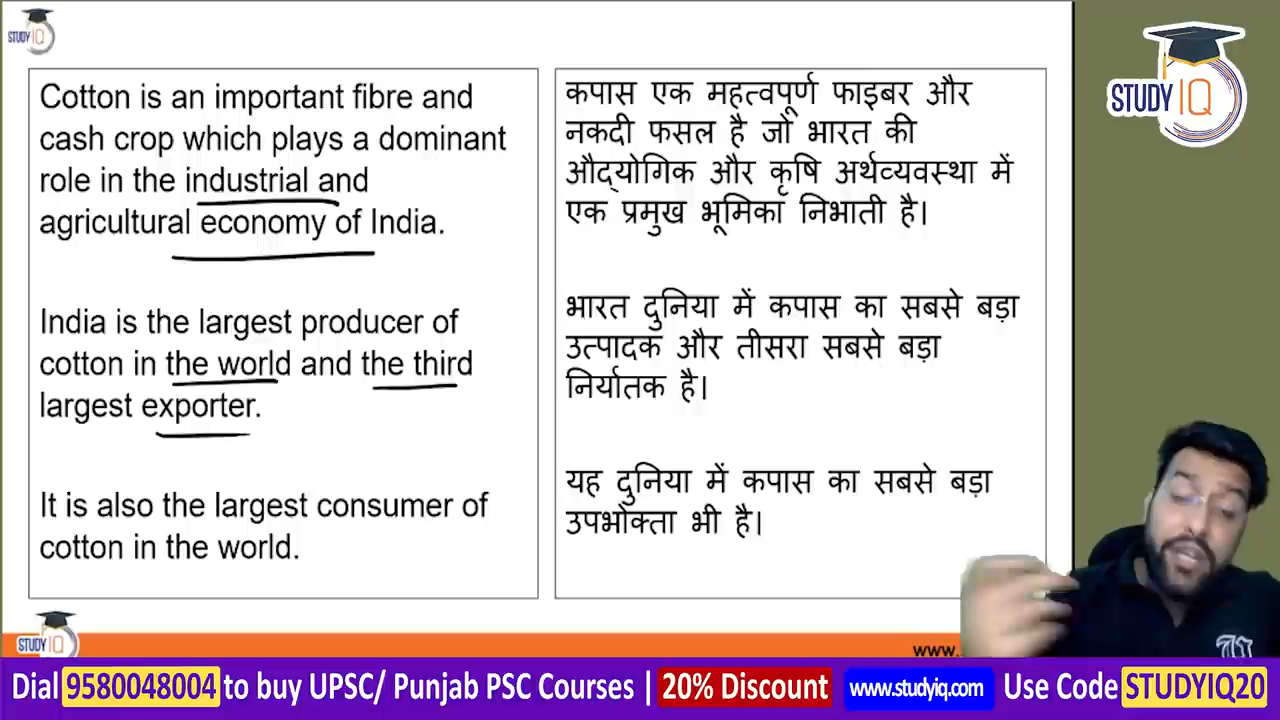 STUDY IQ
Cotton is an important fibre and
cash crop which plays a dominant
role in the industrial and
agricultural economy of India.
India is the largest producer of
cotton in the world and the third
largest exporter.
It is also the largest consumer of
cotton in the world.
कपास एक महत्वपूर्ण फाइबर और
नकदी फसल है जो भारत की
औद्योगिक और कृषि अर्थव्यवस्था में
एक प्रमुख भूमिका निभाती है।
भारत दुनिया में कपास का सबसे बड़ा
उत्पादक और तीसरा सबसे बड़ा
निर्यातक है।
यह दुनिया में कपास का सबसे बड़ा
उपभोक्ता भी है।
STUDY IQ
STUDY IQ
www.
Dial 9580048004 to buy UPSC/ Punjab PSC Courses | 20% Discount www.studyiq.com Use Code STUDYIQ20